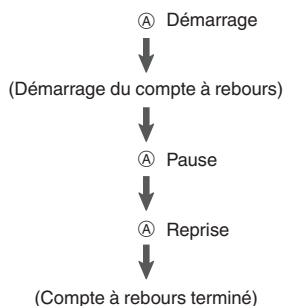 Ⓐ Démarrage
(Démarrage du compte à rebours)
Ⓐ Pause
Ⓐ Reprise
(Compte à rebours terminé)